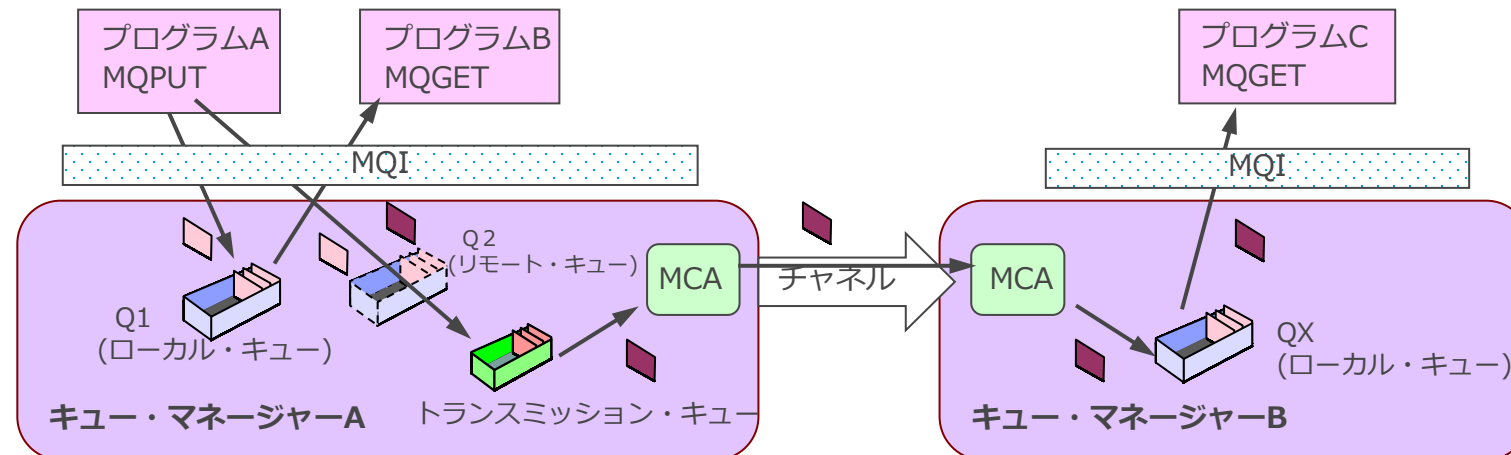 プログラムA
MQPUT
プログラムB
MQGET
プログラムC
MQGET
MQI
MQI
Q2
(リモート・キュー)
MCA
チャネル
MCA
Q1
(ローカル・キュー)
QX
(ローカル・キュー)
キュー・マネージャーA
トランスミッション・キュー
キュー・マネージャーB